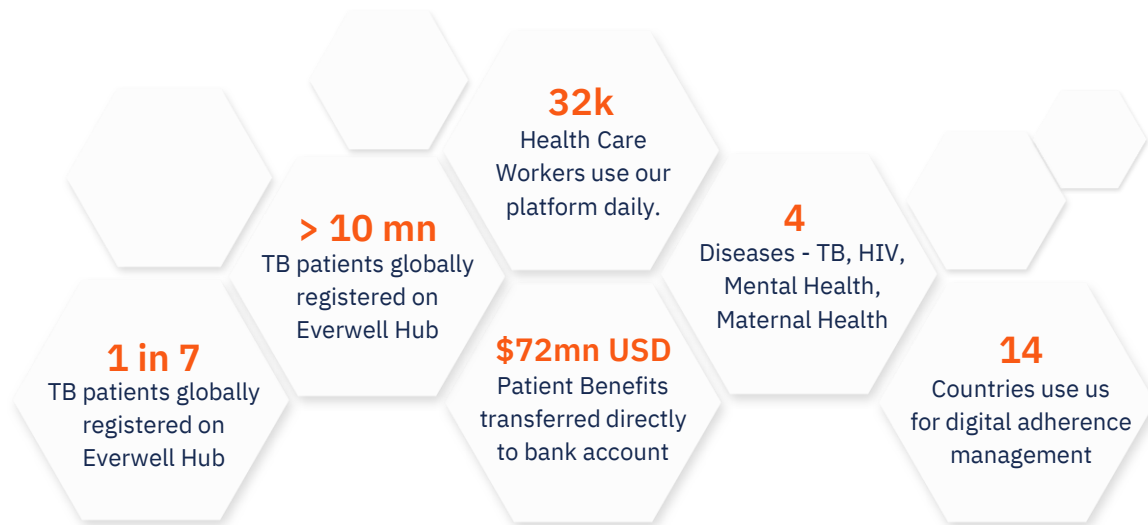 1 in 7
TB patients globally
registered on
Everwell Hub
> 10 mn
TB patients globally
registered on
Everwell Hub
32k
Health Care
Workers use our
platform daily.
$72mn USD
Patient Benefits
transferred directly
to bank account
4
Diseases - TB, HIV,
Mental Health,
Maternal Health
14
Countries use us
for digital adherence
management